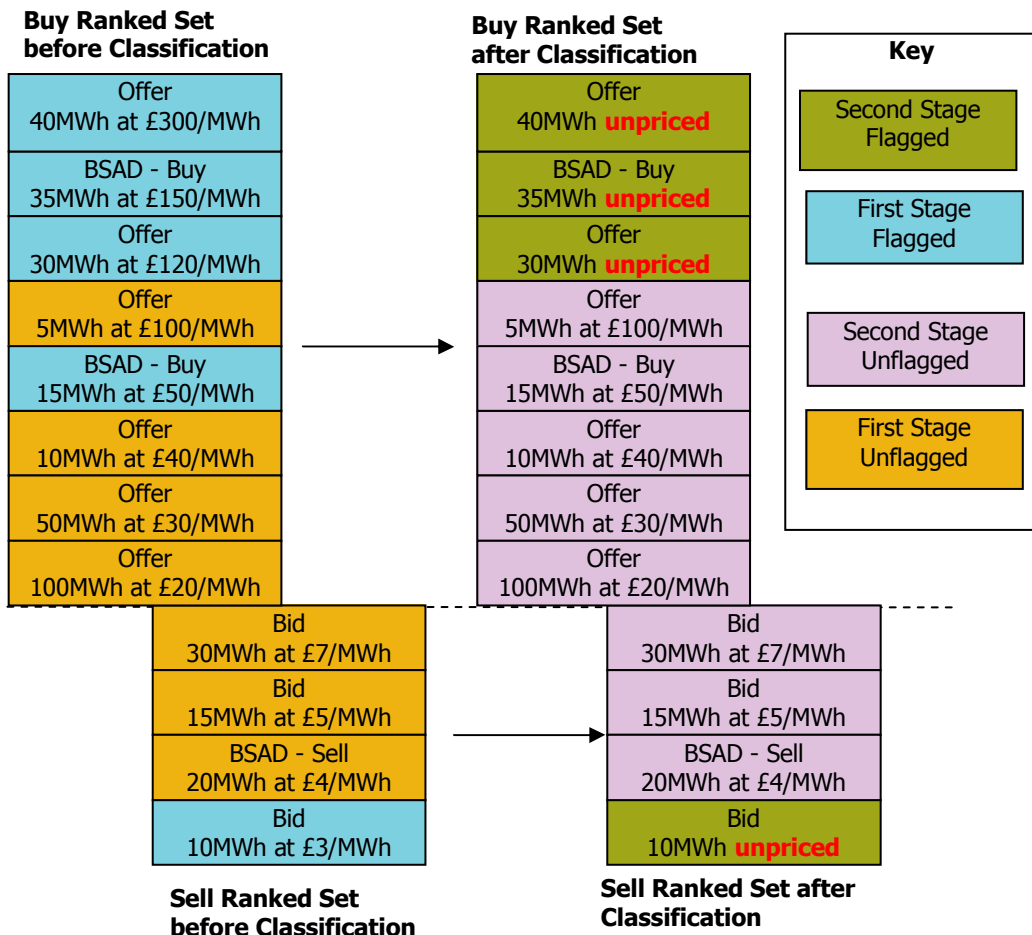 Buy Ranked Set
before Classification
Offer
40MWh at £300/MWh
BSAD - Buy
35MWh at £150/MWh
Offer
30MWh at £120/MWh
Offer
5MWh at £100/MWh
BSAD - Buy
15MWh at £50/MWh
Offer
10MWh at £40/MWh
Offer
50MWh at £30/MWh
Offer
100MWh at £20/MWh
Bid
30MWh at £7/MWh
Bid
15MWh at £5/MWh
BSAD - Sell
20MWh at £4/MWh
Bid
10MWh at £3/MWh
Sell Ranked Set
before Classification
Buy Ranked Set
after Classification
Offer
40MWh unpriced
BSAD - Buy
35MWh unpriced
Offer
30MWh unpriced
Offer
5MWh at £100/MWh
BSAD - Buy
15MWh at £50/MWh
Offer
10MWh at £40/MWh
Offer
50MWh at £30/MWh
Offer
100MWh at £20/MWh
Bid
30MWh at £7/MWh
Bid
15MWh at £5/MWh
BSAD - Sell
20MWh at £4/MWh
Bid
10MWh unpriced
Sell Ranked Set after
Classification
Key
Second Stage
Flagged
First Stage
Flagged
Second Stage
Unflagged
First Stage
Unflagged